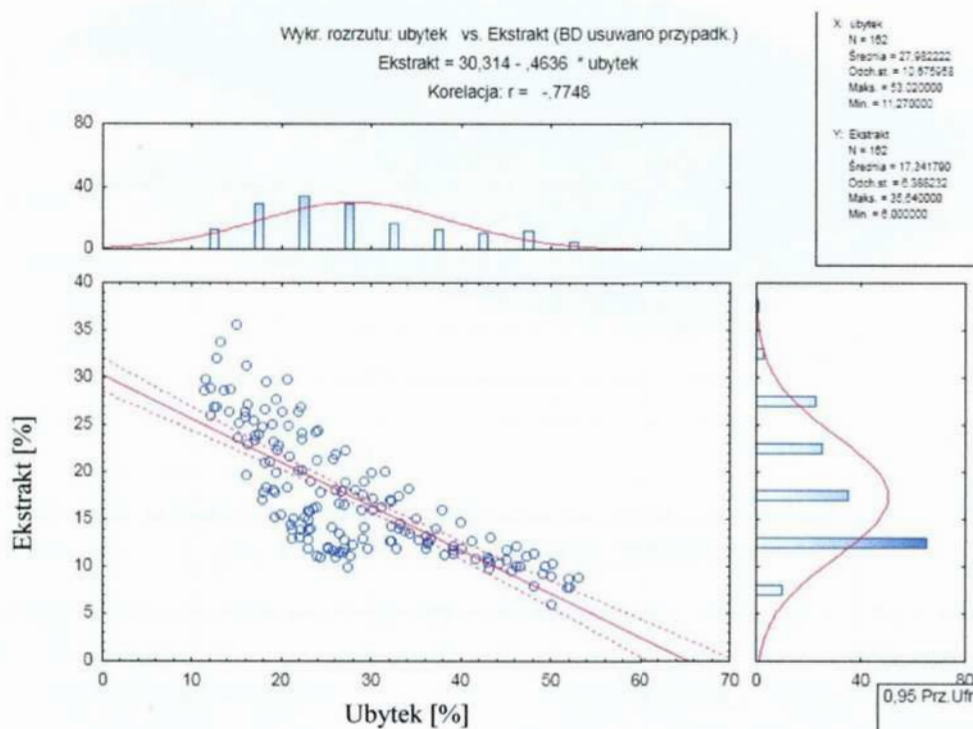 Wykr. rozrzutu: ubytek vs. Ekstrakt (BD usuwano przypadk.)
Ekstrakt = 30,314 - ,4636 * ubytek
Korelacja: r = -,7748
X: ubytek
N = 162
Średnia = 27,982222
Odch.st. =
Maks. = 53,020000
Min. = 11,270000
Y: Ekstrakt
N = 162
Średnia = 17,341790
Odch.st. = 6,388232
Maks. = 35,640000
Min. = 6,000000
80
40
0
40
35
30
25
20
15
10
5
0
Ekstrakt [%]
0 10 20 30 40 50 60 70
Ubytek [%]
0 40 80
0,95 Prz.Ufn